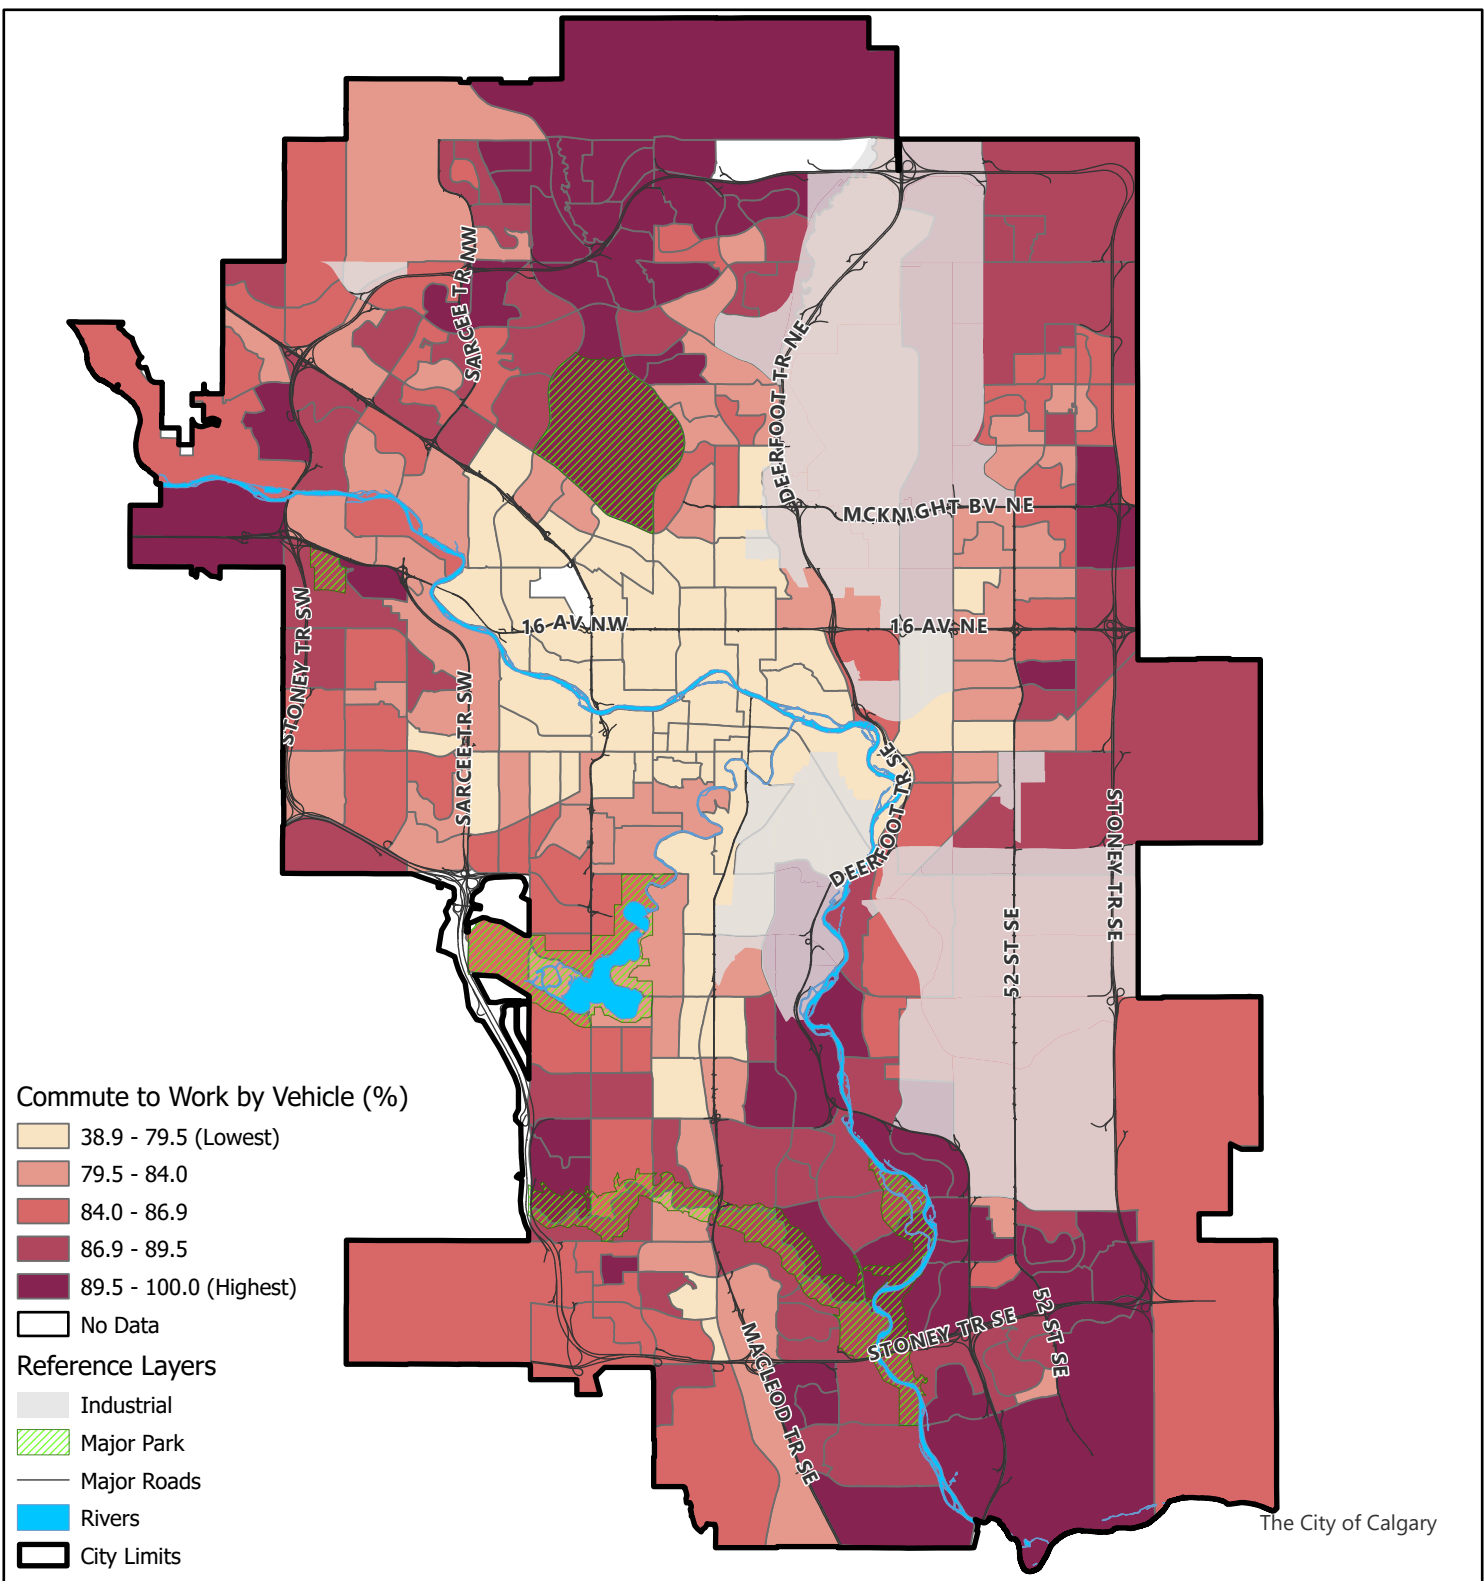 SARCEE TR NW
DEERFOOT TR NE
MCKNIGHT BV NE
16 AV NW
16 AV NE
STONEY TR SW
SARCEE TR SW
DEERFOOT TR SE
STONEY TR SE
52 ST SE
STONEY TR SE
52 ST SE
MACLEOD TR SE
Commute to Work by Vehicle (%)
38.9 - 79.5 (Lowest)
79.5 - 84.0
84.0 - 86.9
86.9 - 89.5
89.5 - 100.0 (Highest)
No Data
Reference Layers
Industrial
Major Park
Major Roads
Rivers
City Limits
The City of Calgary